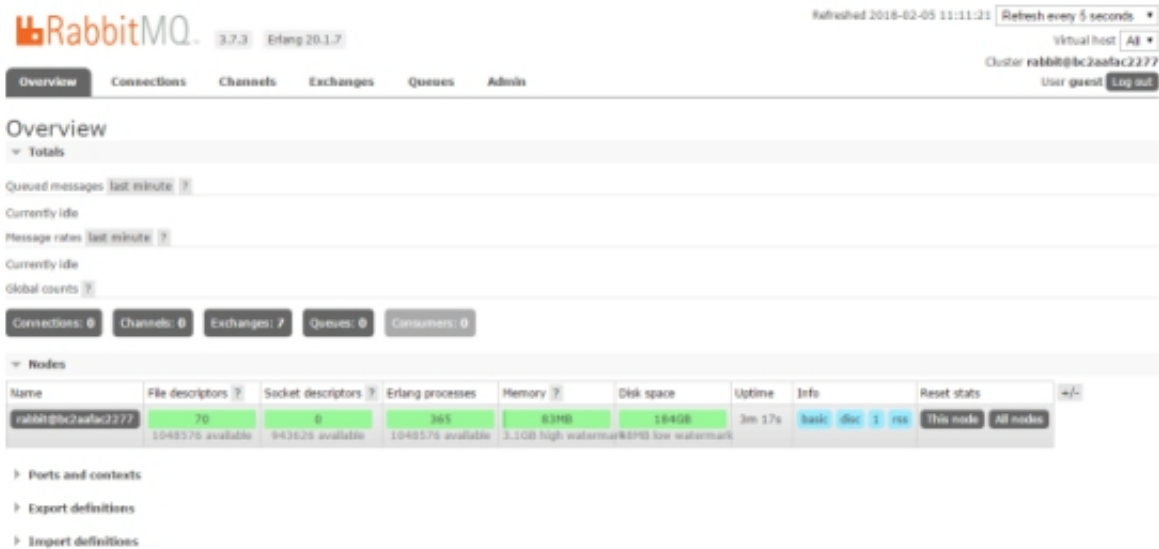 RabbitMQ 3.7.3 Erlang 20.1.7
Refreshed 2018-02-05 11:11:21 Refresh every 5 seconds
Virtual host All
Cluster rabbit@bc2aafac2277
User guest Log out
Overview Connections Channels Exchanges Queues Admin
Overview
Totals
Queued messages last minute ?
Currently idle
Message rates last minute ?
Currently idle
Global counts ?
Connections: 0 Channels: 0 Exchanges: 7 Queues: 0 Consumers: 0
Nodes
Name File descriptors ? Socket descriptors ? Erlang processes Memory ? Disk space Uptime Info Reset stats +/-
rabbit@bc2aafac2277 70 0 365 83MB 184GB 3m 17s basic disc 1 rss This node All nodes
1048576 available 943626 available 1048576 available 3.1GB high watermark low watermark
Ports and contexts
Export definitions
Import definitions